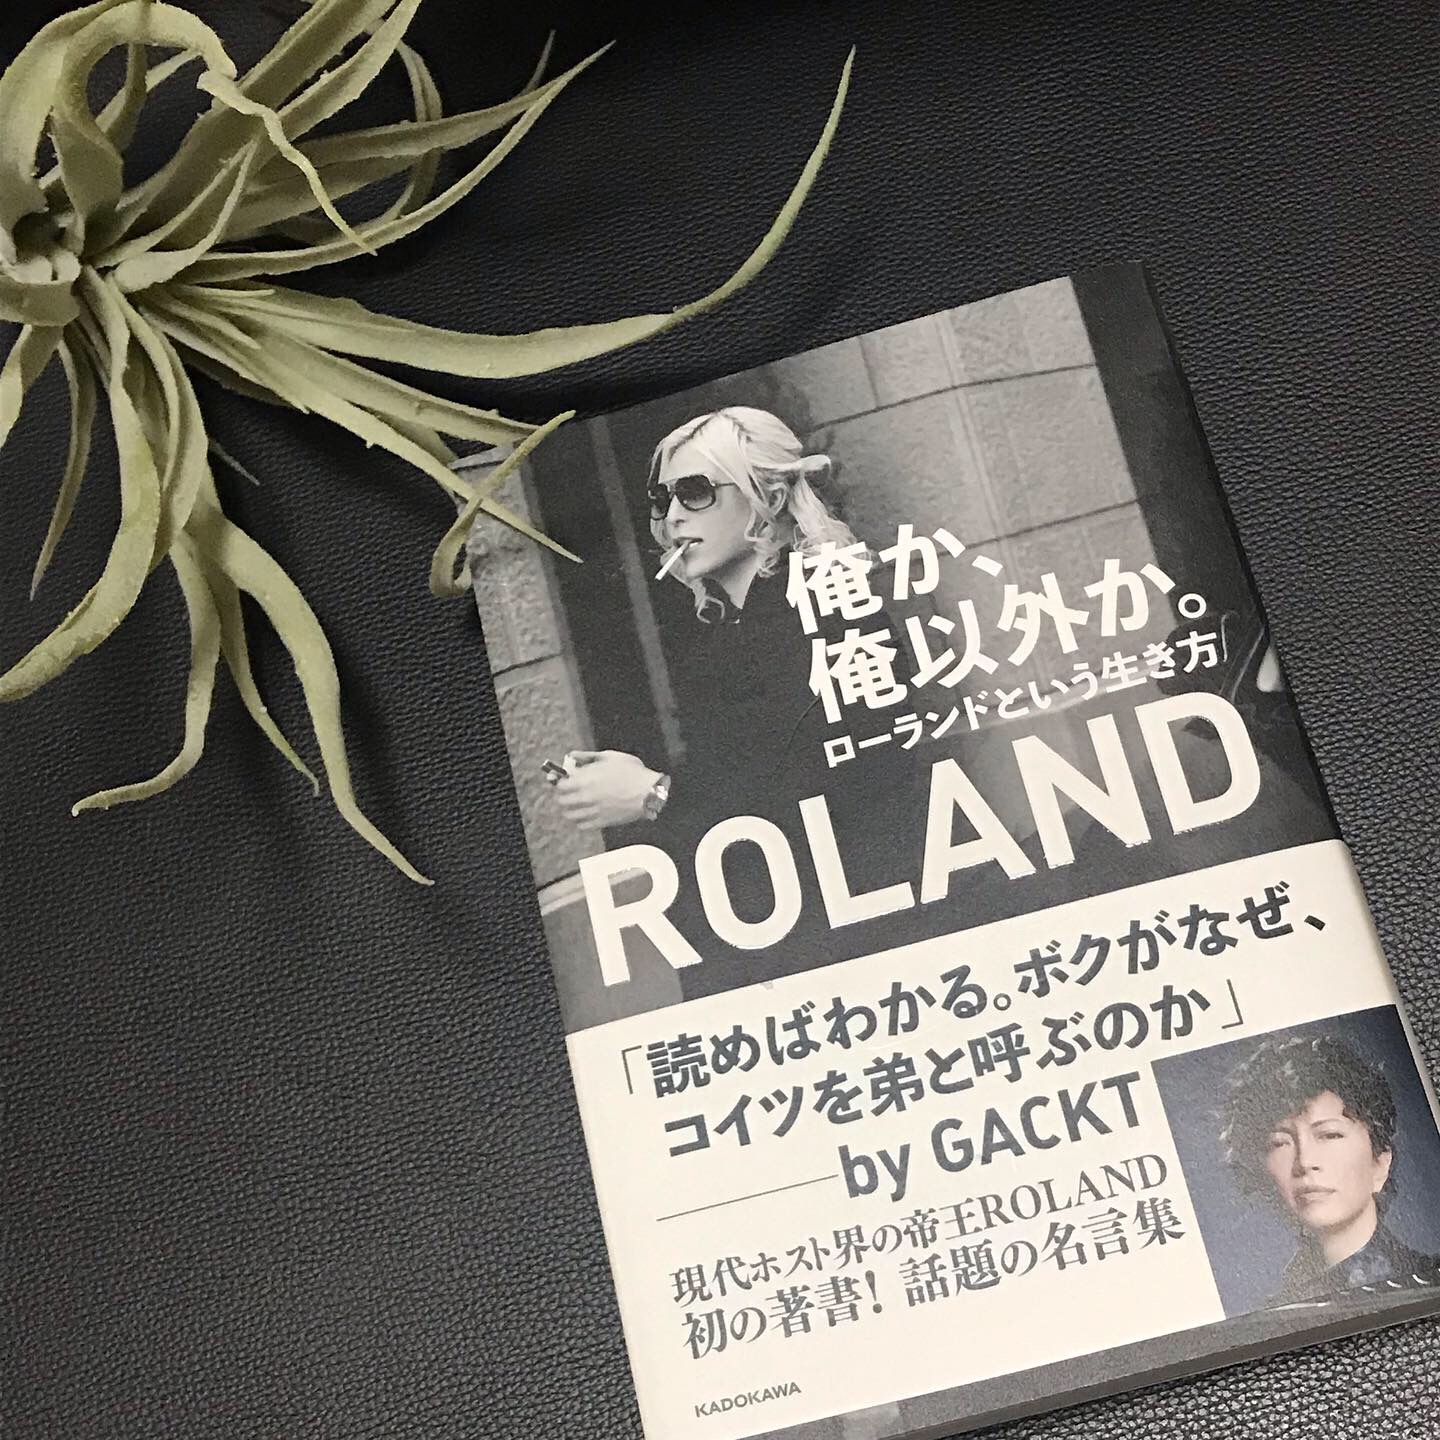 俺か、
俺以外か。
ローランドという生き方
ROLAND
「読めばわかる。ボクがなぜ、
コイツを弟と呼ぶのか」
by GACKT
現代ホスト界の帝王ROLAND
初の著書！話題の名言集
KADOKAWA